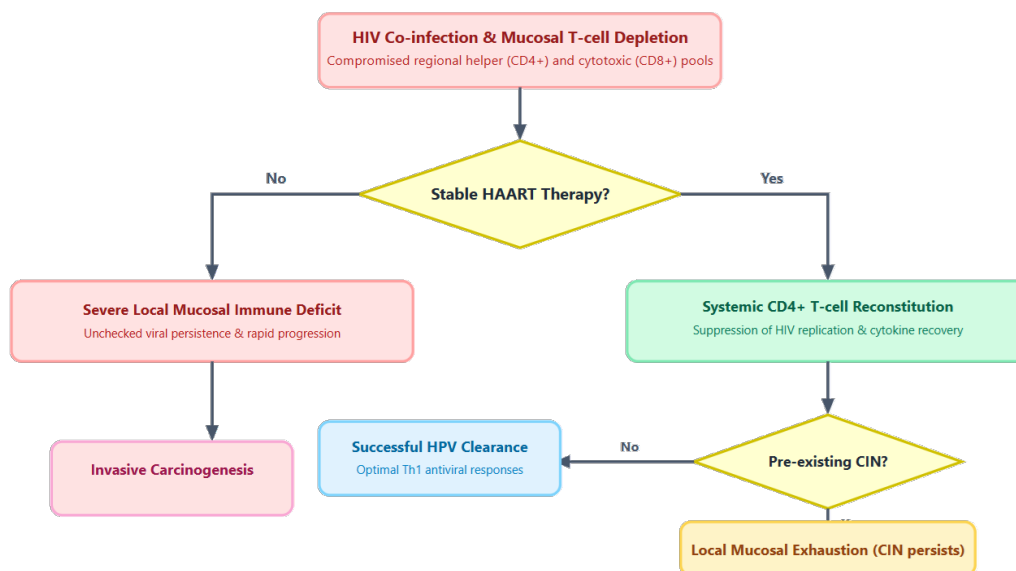 HIV Co-infection & Mucosal T-cell Depletion
Compromised regional helper (CD4+) and cytotoxic (CD8+) pools
Stable HAART Therapy?
No
Yes
Severe Local Mucosal Immune Deficit
Unchecked viral persistence & rapid progression
Systemic CD4+ T-cell Reconstitution
Suppression of HIV replication & cytokine recovery
Invasive Carcinogenesis
Successful HPV Clearance
Optimal Th1 antiviral responses
No
Pre-existing CIN?
Local Mucosal Exhaustion (CIN persists)